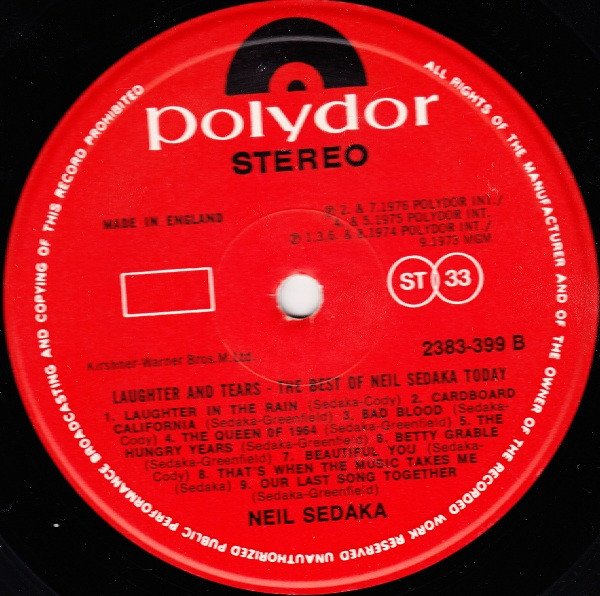 polydor
STEREO
MADE IN ENGLAND
℗ 2. & 7.1976 POLYDOR INT./
4. & 5.1975 POLYDOR INT.
℗ 1.3.6. & 8.1974 POLYDOR INT./
9.1973 MGM
ST 33
Kirshner-Warner Bros.M.Ltd.
2383-399 B
LAUGHTER AND TEARS - THE BEST OF NEIL SEDAKA TODAY
1. LAUGHTER IN THE RAIN (Sedaka-Cody) 2. CARDBOARD
CALIFORNIA (Sedaka-Greenfield) 3. BAD BLOOD (Sedaka-
Cody) 4. THE QUEEN OF 1964 (Sedaka-Greenfield) 5. THE
HUNGRY YEARS (Sedaka-Greenfield) 6. BETTY GRABLE
(Sedaka-Greenfield) 7. BEAUTIFUL YOU (Sedaka-
Cody) 8. THAT'S WHEN THE MUSIC TAKES ME
(Sedaka) 9. OUR LAST SONG TOGETHER
(Sedaka-Greenfield)
NEIL SEDAKA
ALL RIGHTS OF THE MANUFACTURER AND OF THE OWNER OF THE RECORDED WORK RESERVED UNAUTHORIZED PUBLIC PERFORMANCE BROADCASTING AND COPYING OF THIS RECORD PROHIBITED